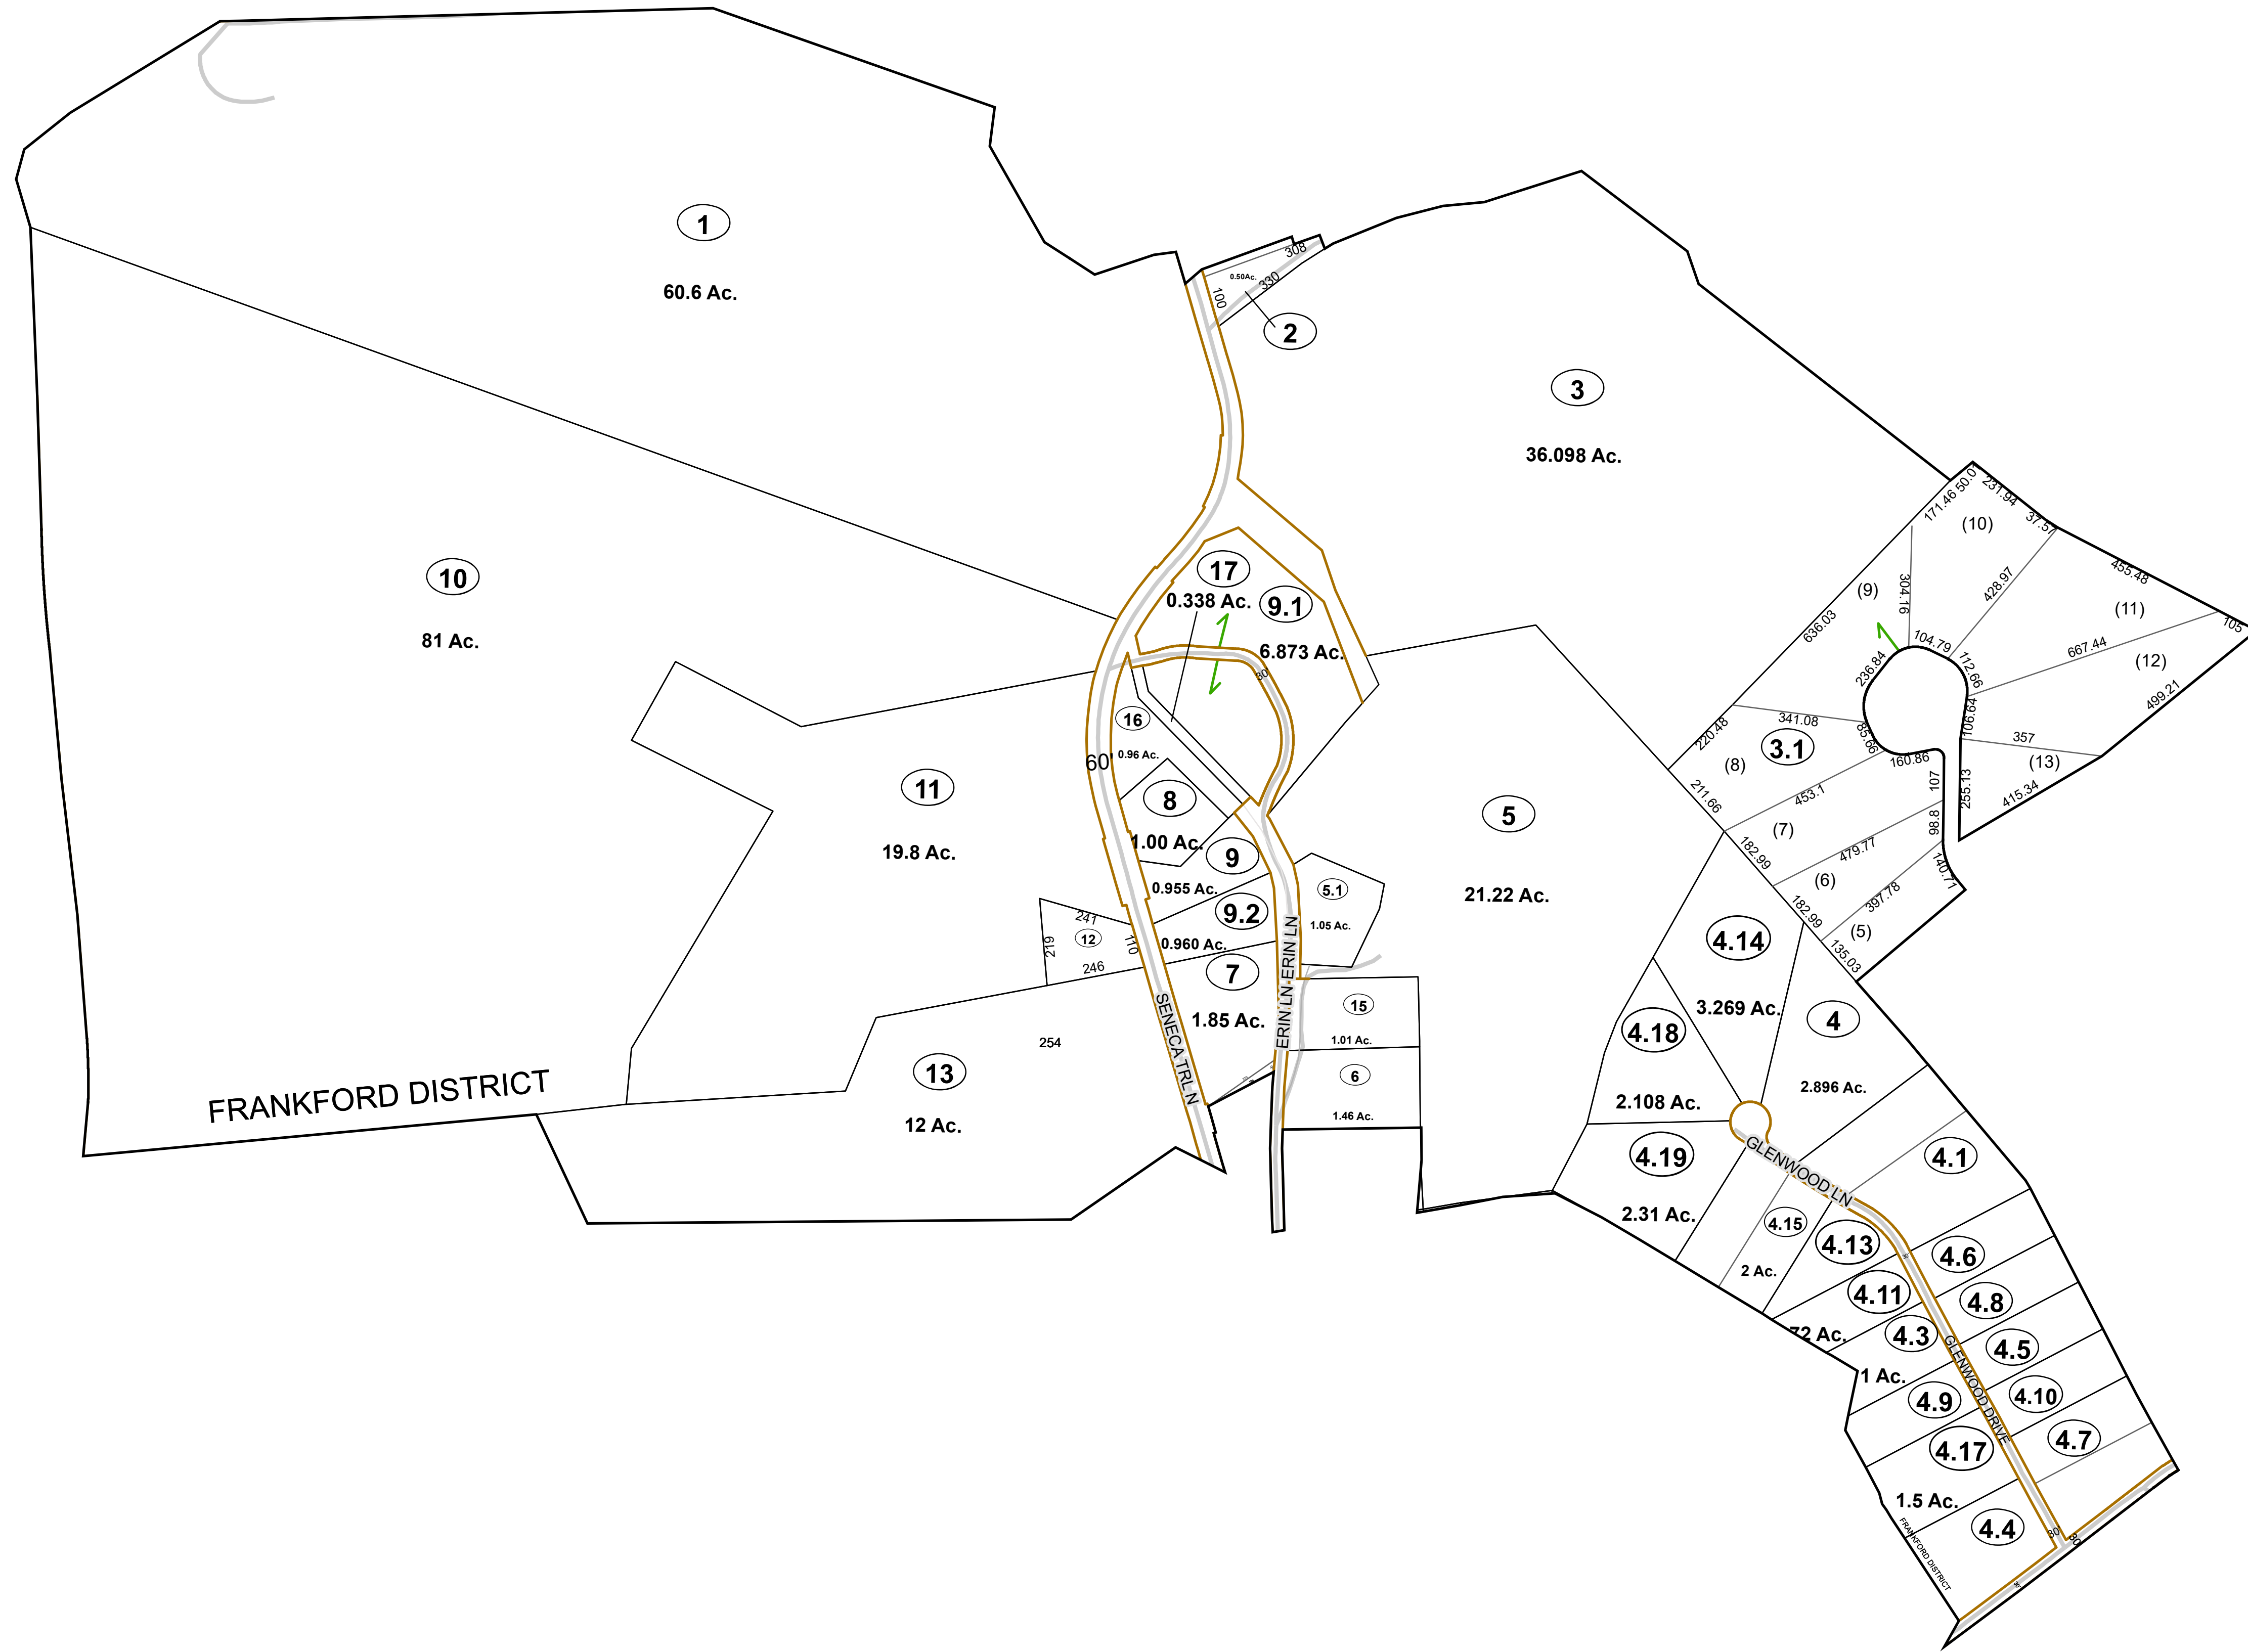 1
60.6 Ac.
308
0.50Ac.
330
100
2
3
36.098 Ac.
171.46
50.0
231.94
37.57
(10)
455.48
(11)
105
(9)
304.16
428.97
636.03
104.79
112.66
667.44
(12)
236.84
499.21
10
81 Ac.
17
0.338 Ac.
9.1
6.873 Ac.
30
16
0.96 Ac.
60'
341.08
220.48
3.1
85.66
106.64
357
(8)
160.86
(13)
107
255.13
415.34
211.66
453.1
98.8
(7)
182.99
479.77
140.71
(6)
397.78
182.99
(5)
135.03
11
19.8 Ac.
8
1.00 Ac.
9
0.955 Ac.
5
21.22 Ac.
5.1
1.05 Ac.
9.2
0.960 Ac.
241
12
219
110
246
7
1.85 Ac.
ERIN LN
ERIN LN
SENECA TRL N
15
1.01 Ac.
6
1.46 Ac.
254
13
12 Ac.
FRANKFORD DISTRICT
4.14
3.269 Ac.
4.18
2.108 Ac.
4
2.896 Ac.
4.19
2.31 Ac.
GLENWOOD LN
4.1
4.15
2 Ac.
4.13
4.6
4.11
72 Ac.
4.8
4.3
1 Ac.
4.5
GLENWOOD DRIVE
4.9
4.10
4.17
1.5 Ac.
4.7
4.4
30
30
FRANKFORD DISTRICT